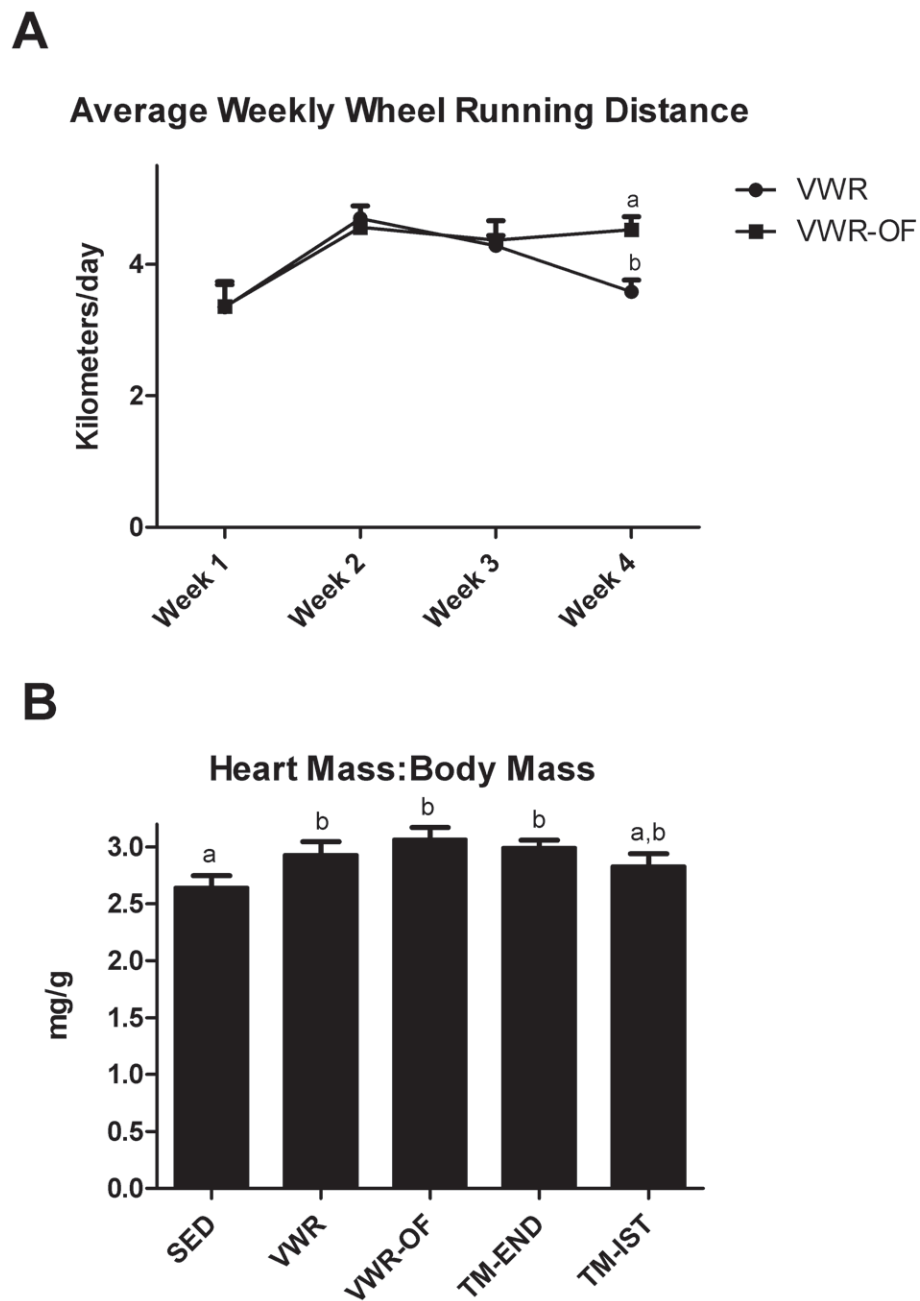 A
Average Weekly Wheel Running Distance
VWR
VWR-OF
a
b
Kilometers/day
4
2
0
Week 1
Week 2
Week 3
Week 4
B
Heart Mass:Body Mass
a
b
b
b
a,b
mg/g
3.0
2.5
2.0
1.5
1.0
0.5
0.0
SED
VWR
VWR-OF
TM-END
TM-IST